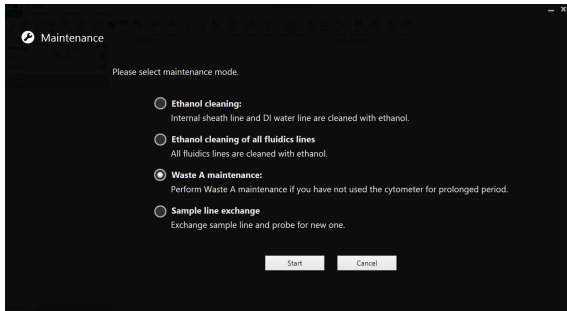 Maintenance
Please select maintenance mode.
Ethanol cleaning:
Internal sheath line and DI water line are cleaned with ethanol.
Ethanol cleaning of all fluidics lines
All fluidics lines are cleaned with ethanol.
Waste A maintenance:
Perform Waste A maintenance if you have not used the cytometer for prolonged period.
Sample line exchange
Exchange sample line and probe for new one.
Start Cancel